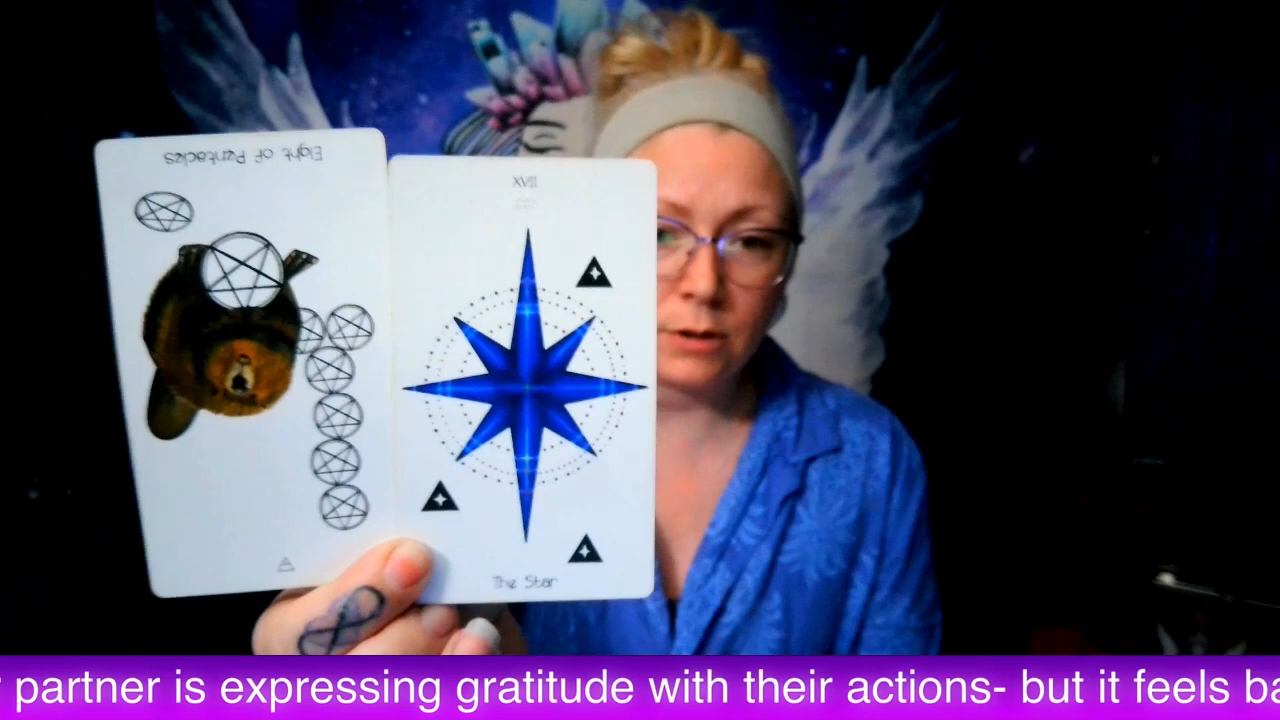 Eight of Pentacles
XVII
The Star
partner is expressing gratitude with their actions- but it feels ba